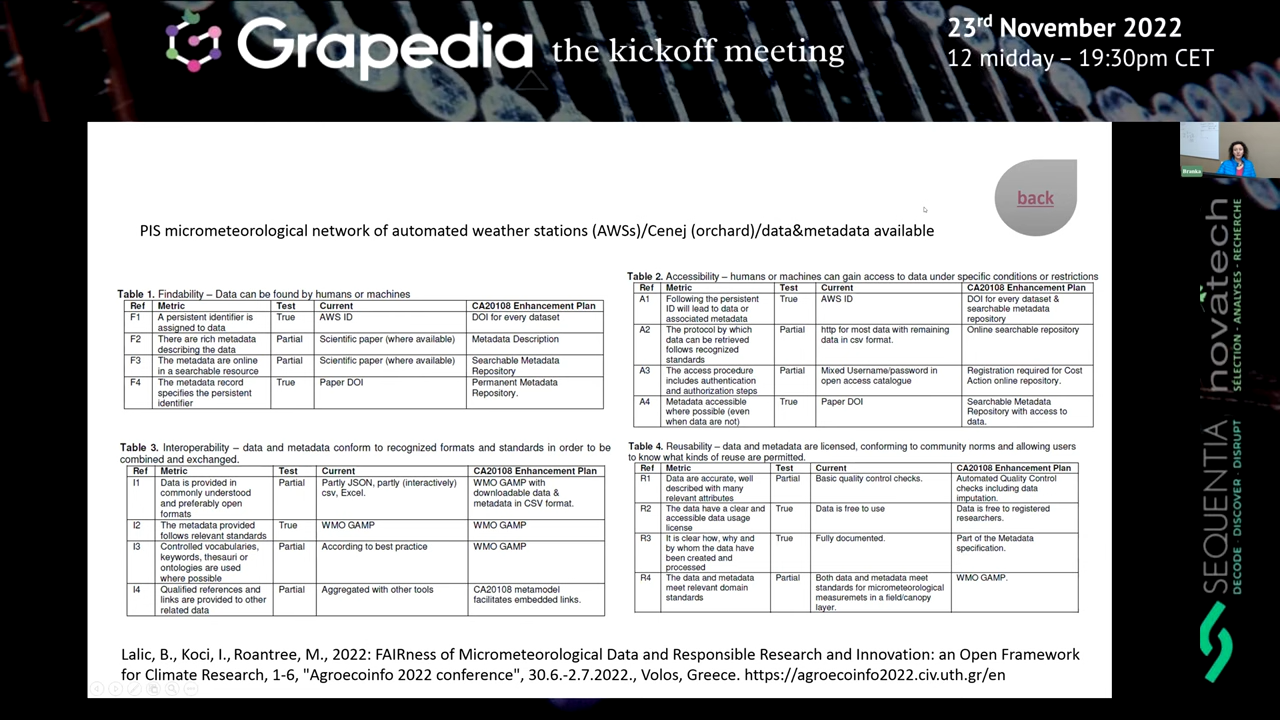 Grapedia the kickoff meeting
23rd November 2022
12 midday – 19:30pm CET
Branka
back
PIS micrometeorological network of automated weather stations (AWSs)/Cenej (orchard)/data&metadata available
Table 1. Findability – Data can be found by humans or machines
Ref Metric Test Current CA20108 Enhancement Plan
F1 A persistent identifier is True AWS ID DOI for every dataset
assigned to data
F2 There are rich metadata Partial Scientific paper (where available) Metadata Description
describing the data
F3 The metadata are online Partial Scientific paper (where available) Searchable Metadata
in a searchable resource Repository
F4 The metadata record True Paper DOI Permanent Metadata
specifies the persistent Repository.
identifier
Table 2. Accessibility – humans or machines can gain access to data under specific conditions or restrictions
Ref Metric Test Current CA20108 Enhancement Plan
A1 Following the persistent True AWS ID DOI for every dataset &
ID will lead to data or searchable metadata
associated metadata repository
A2 The protocol by which Partial http for most data with remaining Online searchable repository
data can be retrieved data in csv format.
follows recognized
standards
A3 The access procedure Partial Mixed Username/password in Registration required for Cost
includes authentication open access catalogue Action online repository.
and authorization steps
A4 Metadata accessible True Paper DOI Searchable Metadata
where possible (even Repository with access to
when data are not) data.
Table 3. Interoperability – data and metadata conform to recognized formats and standards in order to be
combined and exchanged.
Ref Metric Test Current CA20108 Enhancement Plan
I1 Data is provided in Partial Partly JSON, partly (interactively) WMO GAMP with
commonly understood csv, Excel. downloadable data &
and preferably open metadata in CSV format.
formats
I2 The metadata provided True WMO GAMP WMO GAMP
follows relevant standards
I3 Controlled vocabularies, Partial According to best practice WMO GAMP
keywords, thesauri or
ontologies are used
where possible
I4 Qualified references and Partial Aggregated with other tools CA20108 metamodel
links are provided to other facilitates embedded links.
related data
Table 4. Reusability – data and metadata are licensed, conforming to community norms and allowing users
to know what kinds of reuse are permitted.
Ref Metric Test Current CA20108 Enhancement Plan
R1 Data are accurate, well Partial Basic quality control checks. Automated Quality Control
described with many checks including data
relevant attributes imputation.
R2 The data have a clear and True Data is free to use Data is free to registered
accessible data usage researchers.
license
R3 It is clear how, why and True Fully documented. Part of the Metadata
by whom the data have specification.
been created and
processed
R4 The data and metadata Partial Both data and metadata meet WMO GAMP.
meet relevant domain standards for micrometeorological
standards measuremets in a field/canopy
layer.
Lalic, B., Koci, I., Roantree, M., 2022: FAIRness of Micrometeorological Data and Responsible Research and Innovation: an Open Framework
for Climate Research, 1-6, "Agroecoinfo 2022 conference", 30.6.-2.7.2022., Volos, Greece. https://agroecoinfo2022.civ.uth.gr/en
novatech
SÉLECTION - ANALYSES - RECHERCHE
SEQUENTIA
DECODE · DISCOVER · DISRUPT